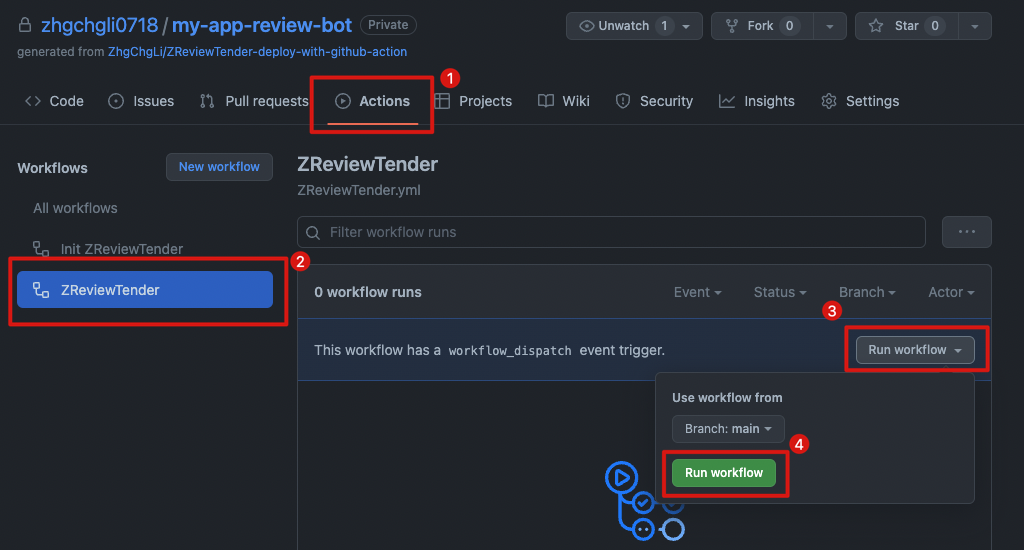 zhgchgli0718 / my-app-review-bot Private
Unwatch 1 Fork 0 Star 0
generated from ZhgChgLi/ZReviewTender-deploy-with-github-action
1
Code Issues Pull requests Actions Projects Wiki Security Insights Settings
Workflows New workflow
All workflows
Init ZReviewTender
2
ZReviewTender
ZReviewTender
ZReviewTender.yml
Filter workflow runs ...
0 workflow runs Event Status Branch Actor
3
This workflow has a workflow_dispatch event trigger. Run workflow
Use workflow from
Branch: main
4
Run workflow